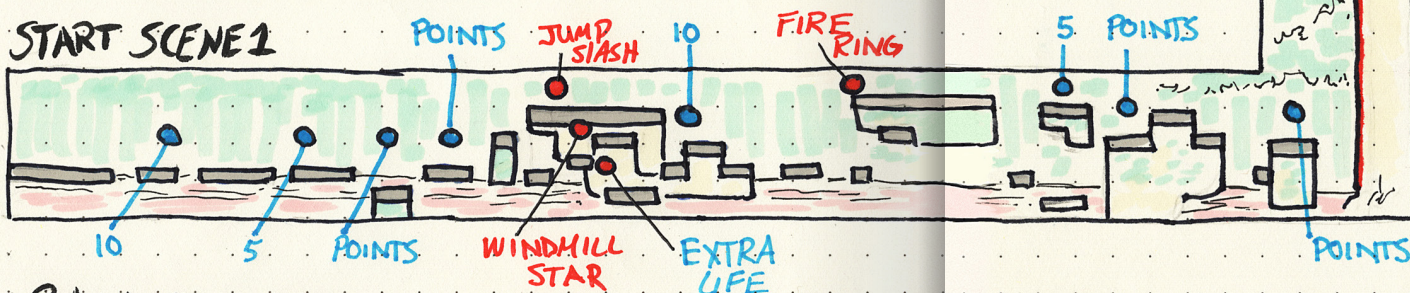 START SCENE 1
POINTS
JUMP
SLASH
10
FIRE
RING
5
POINTS
10
5
POINTS
WINDMILL
STAR
EXTRA
LIFE
POINTS